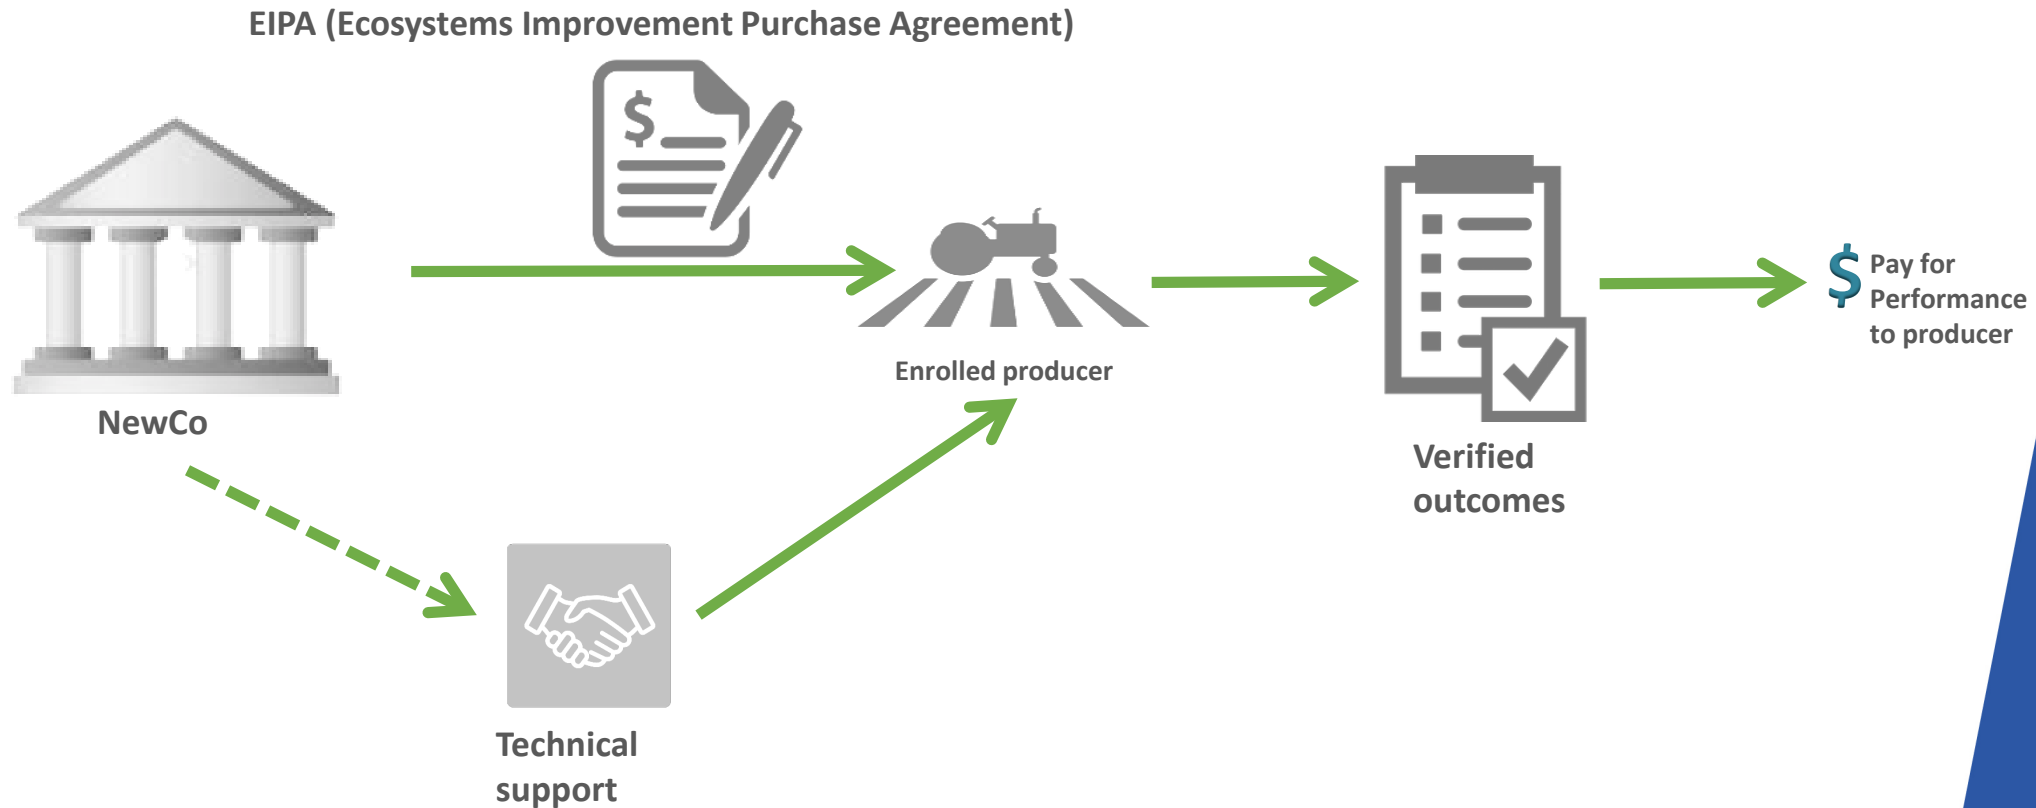 EIPA (Ecosystems Improvement Purchase Agreement)
$
NewCo
Enrolled producer
Technical
support
Verified
outcomes
$ Pay for
Performance
to producer